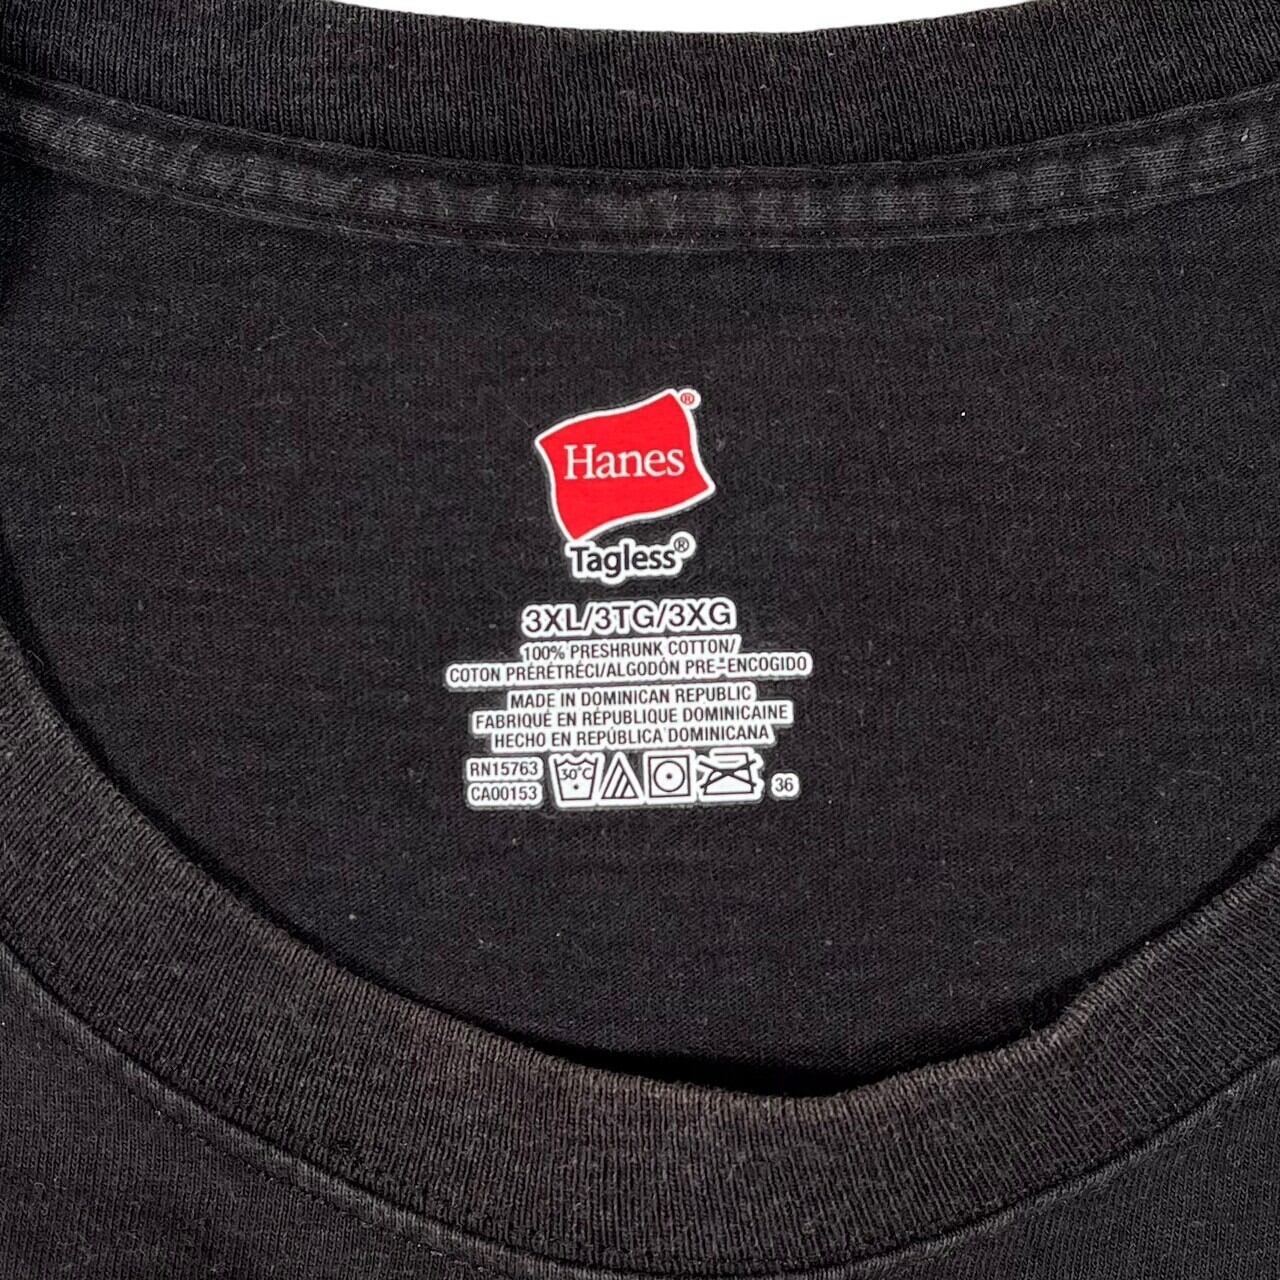 Hanes®
Tagless®
3XL/3TG/3XG
100% PRESHRUNK COTTON/
COTON PRÉRÉTRÉCI/ALGODÓN PRE-ENCOGIDO
MADE IN DOMINICAN REPUBLIC
FABRIQUÉ EN RÉPUBLIQUE DOMINICAINE
HECHO EN REPÚBLICA DOMINICANA
RN15763
CA00153
30°C
36